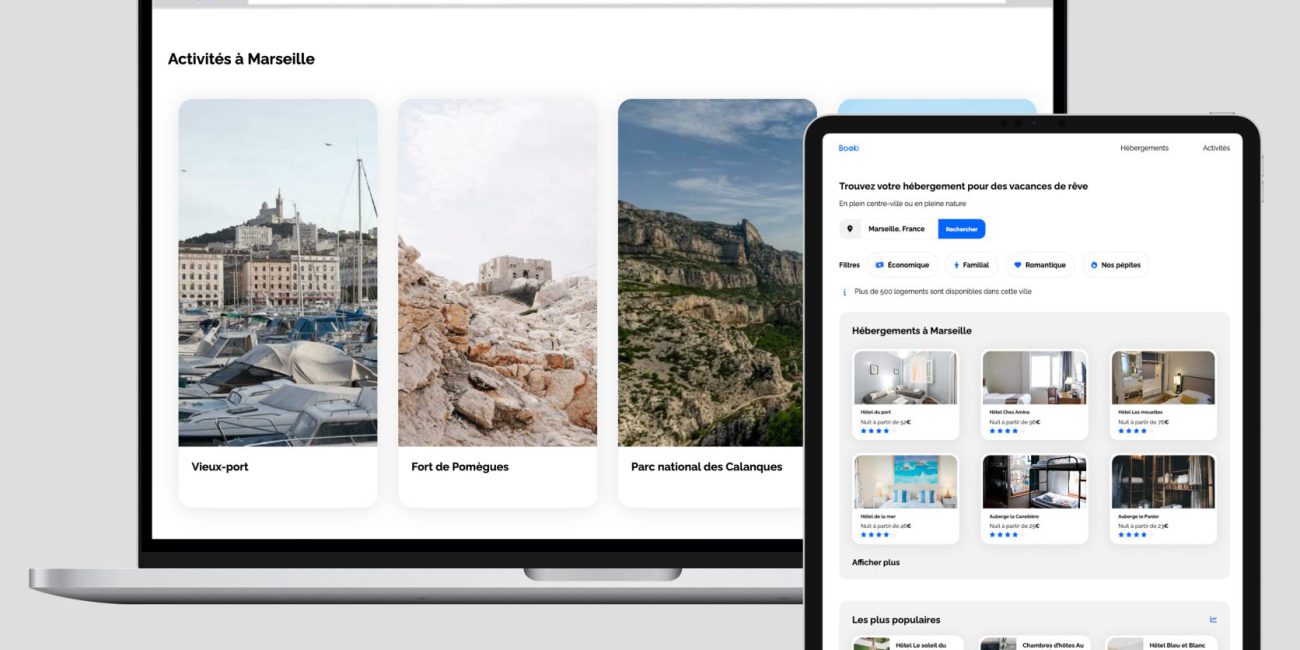 Activités à Marseille
Vieux-port
Fort de Pomègues
Parc national des Calanques
Booki
Hébergements
Activités
Trouvez votre hébergement pour des vacances de rêve
En plein centre-ville ou en pleine nature
Marseille, France
Rechercher
Filtres
Économique
Familial
Romantique
Nos pépites
Plus de 500 logements sont disponibles dans cette ville
Hébergements à Marseille
Hôtel du port
Nuit à partir de 52€
Hôtel Chez Amina
Nuit à partir de 96€
Hôtel Les mouettes
Nuit à partir de 76€
Hôtel de la mer
Nuit à partir de 46€
Auberge la Canebière
Nuit à partir de 25€
Auberge le Panier
Nuit à partir de 23€
Afficher plus
Les plus populaires
Hôtel Le soleil du
Chambres d'hôtes Au
Hôtel Bleu et Blanc